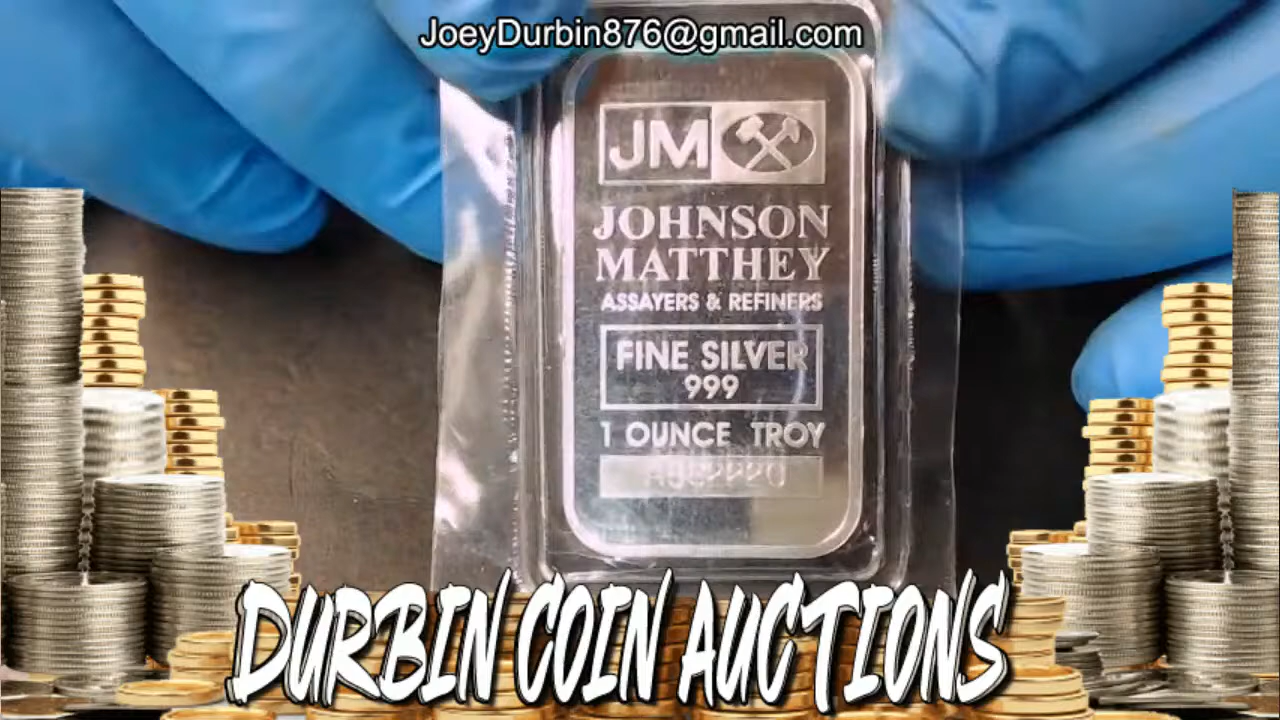 JoeyDurbin876@gmail.com
JM
JOHNSON
MATTHEY
ASSAYERS & REFINERS
FINE SILVER
999
1 OUNCE TROY
DURBIN COIN AUCTIONS